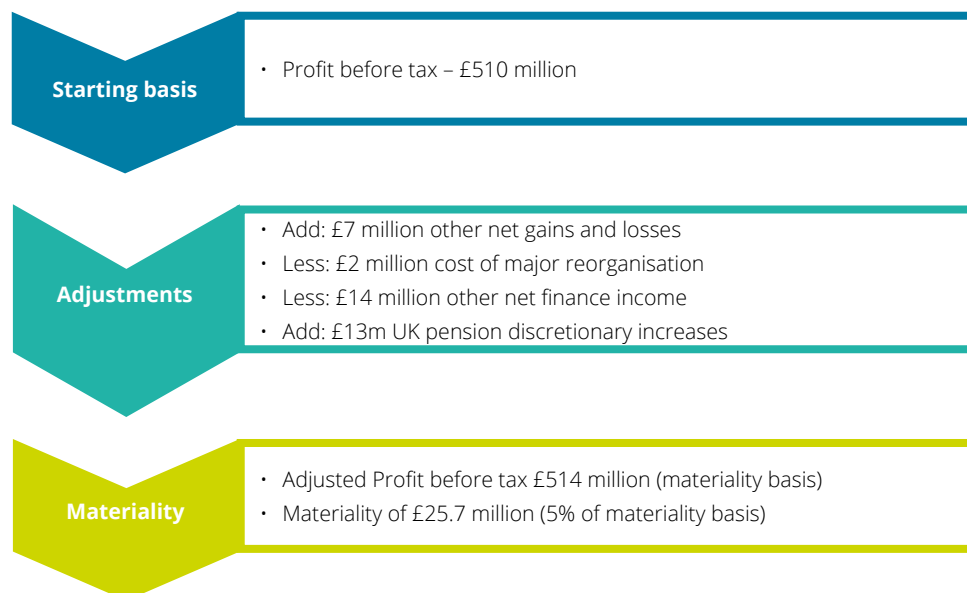 Starting basis
• Profit before tax – £510 million
Adjustments
• Add: £7 million other net gains and losses
• Less: £2 million cost of major reorganisation
• Less: £14 million other net finance income
• Add: £13m UK pension discretionary increases
Materiality
• Adjusted Profit before tax £514 million (materiality basis)
• Materiality of £25.7 million (5% of materiality basis)